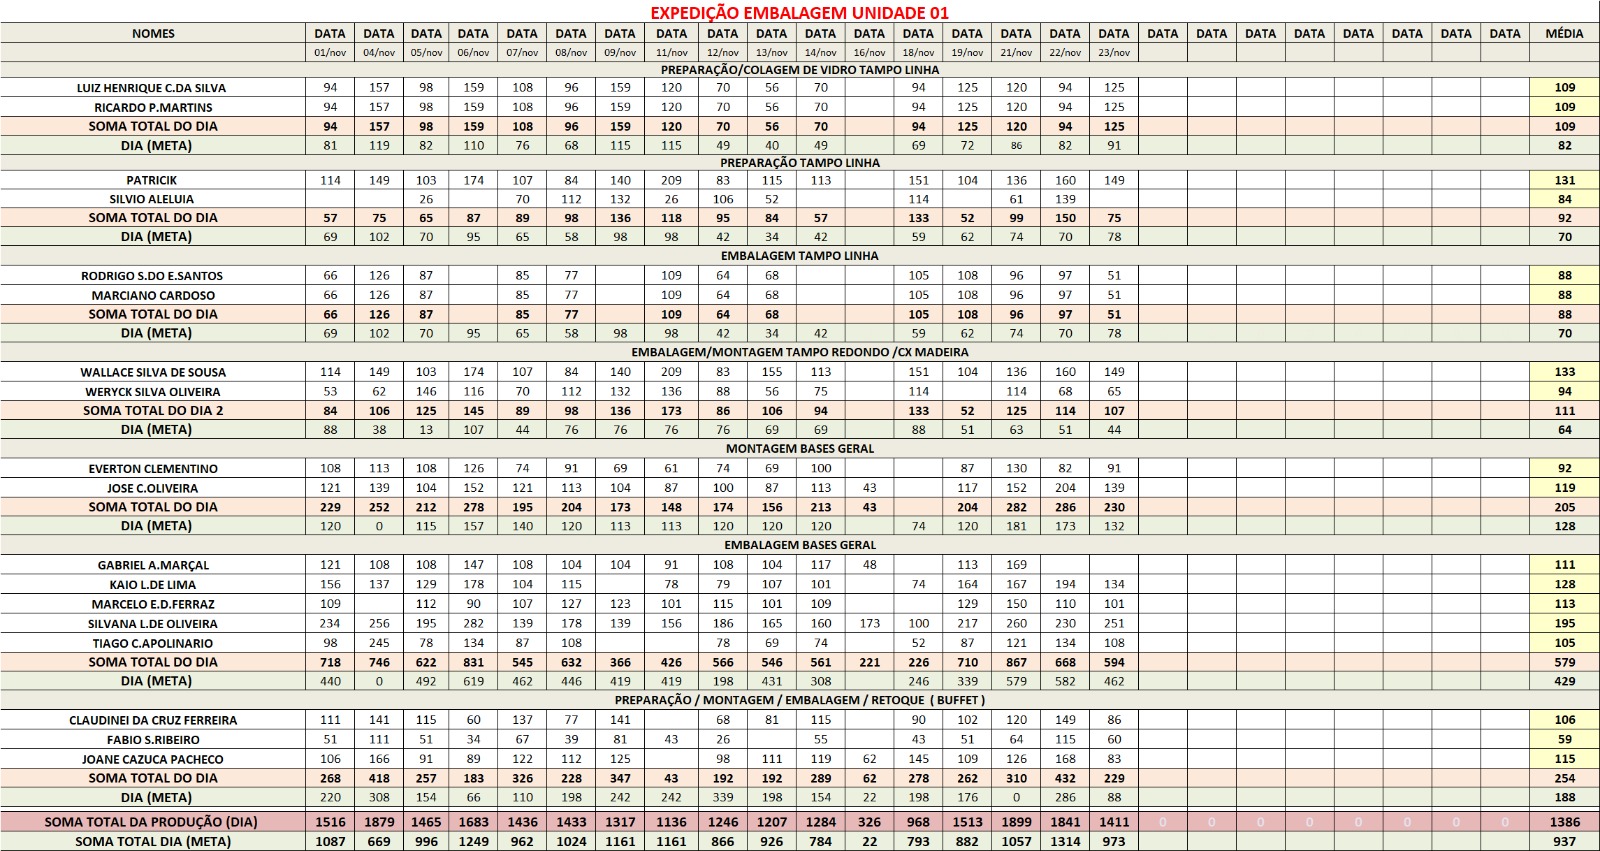 EXPEDIÇÃO EMBALAGEM UNIDADE 01
NOMES DATA DATA DATA DATA DATA DATA DATA DATA DATA DATA DATA DATA DATA DATA DATA DATA DATA DATA DATA DATA DATA DATA DATA DATA DATA MÉDIA
01/nov 04/nov 05/nov 06/nov 07/nov 08/nov 09/nov 11/nov 12/nov 13/nov 14/nov 16/nov 18/nov 19/nov 21/nov 22/nov 23/nov
PREPARAÇÃO/COLAGEM DE VIDRO TAMPO LINHA
LUIZ HENRIQUE C.DA SILVA 94 157 98 159 108 96 159 120 70 56 70 94 125 120 94 125 109
RICARDO P.MARTINS 94 157 98 159 108 96 159 120 70 56 70 94 125 120 94 125 109
SOMA TOTAL DO DIA 94 157 98 159 108 96 159 120 70 56 70 94 125 120 94 125 109
DIA (META) 81 119 82 110 76 68 115 115 49 40 49 69 72 86 82 91 82
PREPARAÇÃO TAMPO LINHA
PATRICIK 114 149 103 174 107 84 140 209 83 115 113 151 104 136 160 149 131
SILVIO ALELUIA 26 70 112 132 26 106 52 114 61 139 84
SOMA TOTAL DO DIA 57 75 65 87 89 98 136 118 95 84 57 133 52 99 150 75 92
DIA (META) 69 102 70 95 65 58 98 98 42 34 42 59 62 74 70 78 70
EMBALAGEM TAMPO LINHA
RODRIGO S.DO E.SANTOS 66 126 87 85 77 109 64 68 105 108 96 97 51 88
MARCIANO CARDOSO 66 126 87 85 77 109 64 68 105 108 96 97 51 88
SOMA TOTAL DO DIA 66 126 87 85 77 109 64 68 105 108 96 97 51 88
DIA (META) 69 102 70 95 65 58 98 98 42 34 42 59 62 74 70 78 70
EMBALAGEM/MONTAGEM TAMPO REDONDO /CX MADEIRA
WALLACE SILVA DE SOUSA 114 149 103 174 107 84 140 209 83 155 113 151 104 136 160 149 133
WERYCK SILVA OLIVEIRA 53 62 146 116 70 112 132 136 88 56 75 114 114 68 65 94
SOMA TOTAL DO DIA 2 84 106 125 145 89 98 136 173 86 106 94 133 52 125 114 107 111
DIA (META) 88 38 13 107 44 76 76 76 76 69 69 88 51 63 51 44 64
MONTAGEM BASES GERAL
EVERTON CLEMENTINO 108 113 108 126 74 91 69 61 74 69 100 87 130 82 91 92
JOSE C.OLIVEIRA 121 139 104 152 121 113 104 87 100 87 113 43 117 152 204 139 119
SOMA TOTAL DO DIA 229 252 212 278 195 204 173 148 174 156 213 43 204 282 286 230 205
DIA (META) 120 0 115 157 140 120 113 113 120 120 120 74 120 181 173 132 128
EMBALAGEM BASES GERAL
GABRIEL A.MARÇAL 121 108 108 147 108 104 104 91 108 104 117 48 113 169 111
KAIO L.DE LIMA 156 137 129 178 104 115 78 79 107 101 74 164 167 194 134 128
MARCELO E.D.FERRAZ 109 112 90 107 127 123 101 115 101 109 129 150 110 101 113
SILVANA L.DE OLIVEIRA 234 256 195 282 139 178 139 156 186 165 160 173 100 217 260 230 251 195
TIAGO C.APOLINARIO 98 245 78 134 87 108 78 69 74 52 87 121 134 108 105
SOMA TOTAL DO DIA 718 746 622 831 545 632 366 426 566 546 561 221 226 710 867 668 594 579
DIA (META) 440 0 492 619 462 446 419 419 198 431 308 246 339 579 582 462 429
PREPARAÇÃO / MONTAGEM / EMBALAGEM / RETOQUE ( BUFFET )
CLAUDINEI DA CRUZ FERREIRA 111 141 115 60 137 77 141 68 81 115 90 102 120 149 86 106
FABIO S.RIBEIRO 51 111 51 34 67 39 81 43 26 55 43 51 64 115 60 59
JOANE CAZUCA PACHECO 106 166 91 89 122 112 125 98 111 119 62 145 109 126 168 83 115
SOMA TOTAL DO DIA 268 418 257 183 326 228 347 43 192 192 289 62 278 262 310 432 229 254
DIA (META) 220 308 154 66 110 198 242 242 339 198 154 22 198 176 0 286 88 188
SOMA TOTAL DA PRODUÇÃO (DIA) 1516 1879 1465 1683 1436 1433 1317 1136 1246 1207 1284 326 968 1513 1899 1841 1411 0 0 0 0 0 0 0 0 1386
SOMA TOTAL DIA (META) 1087 669 996 1249 962 1024 1161 1161 866 926 784 22 793 882 1057 1314 973 937